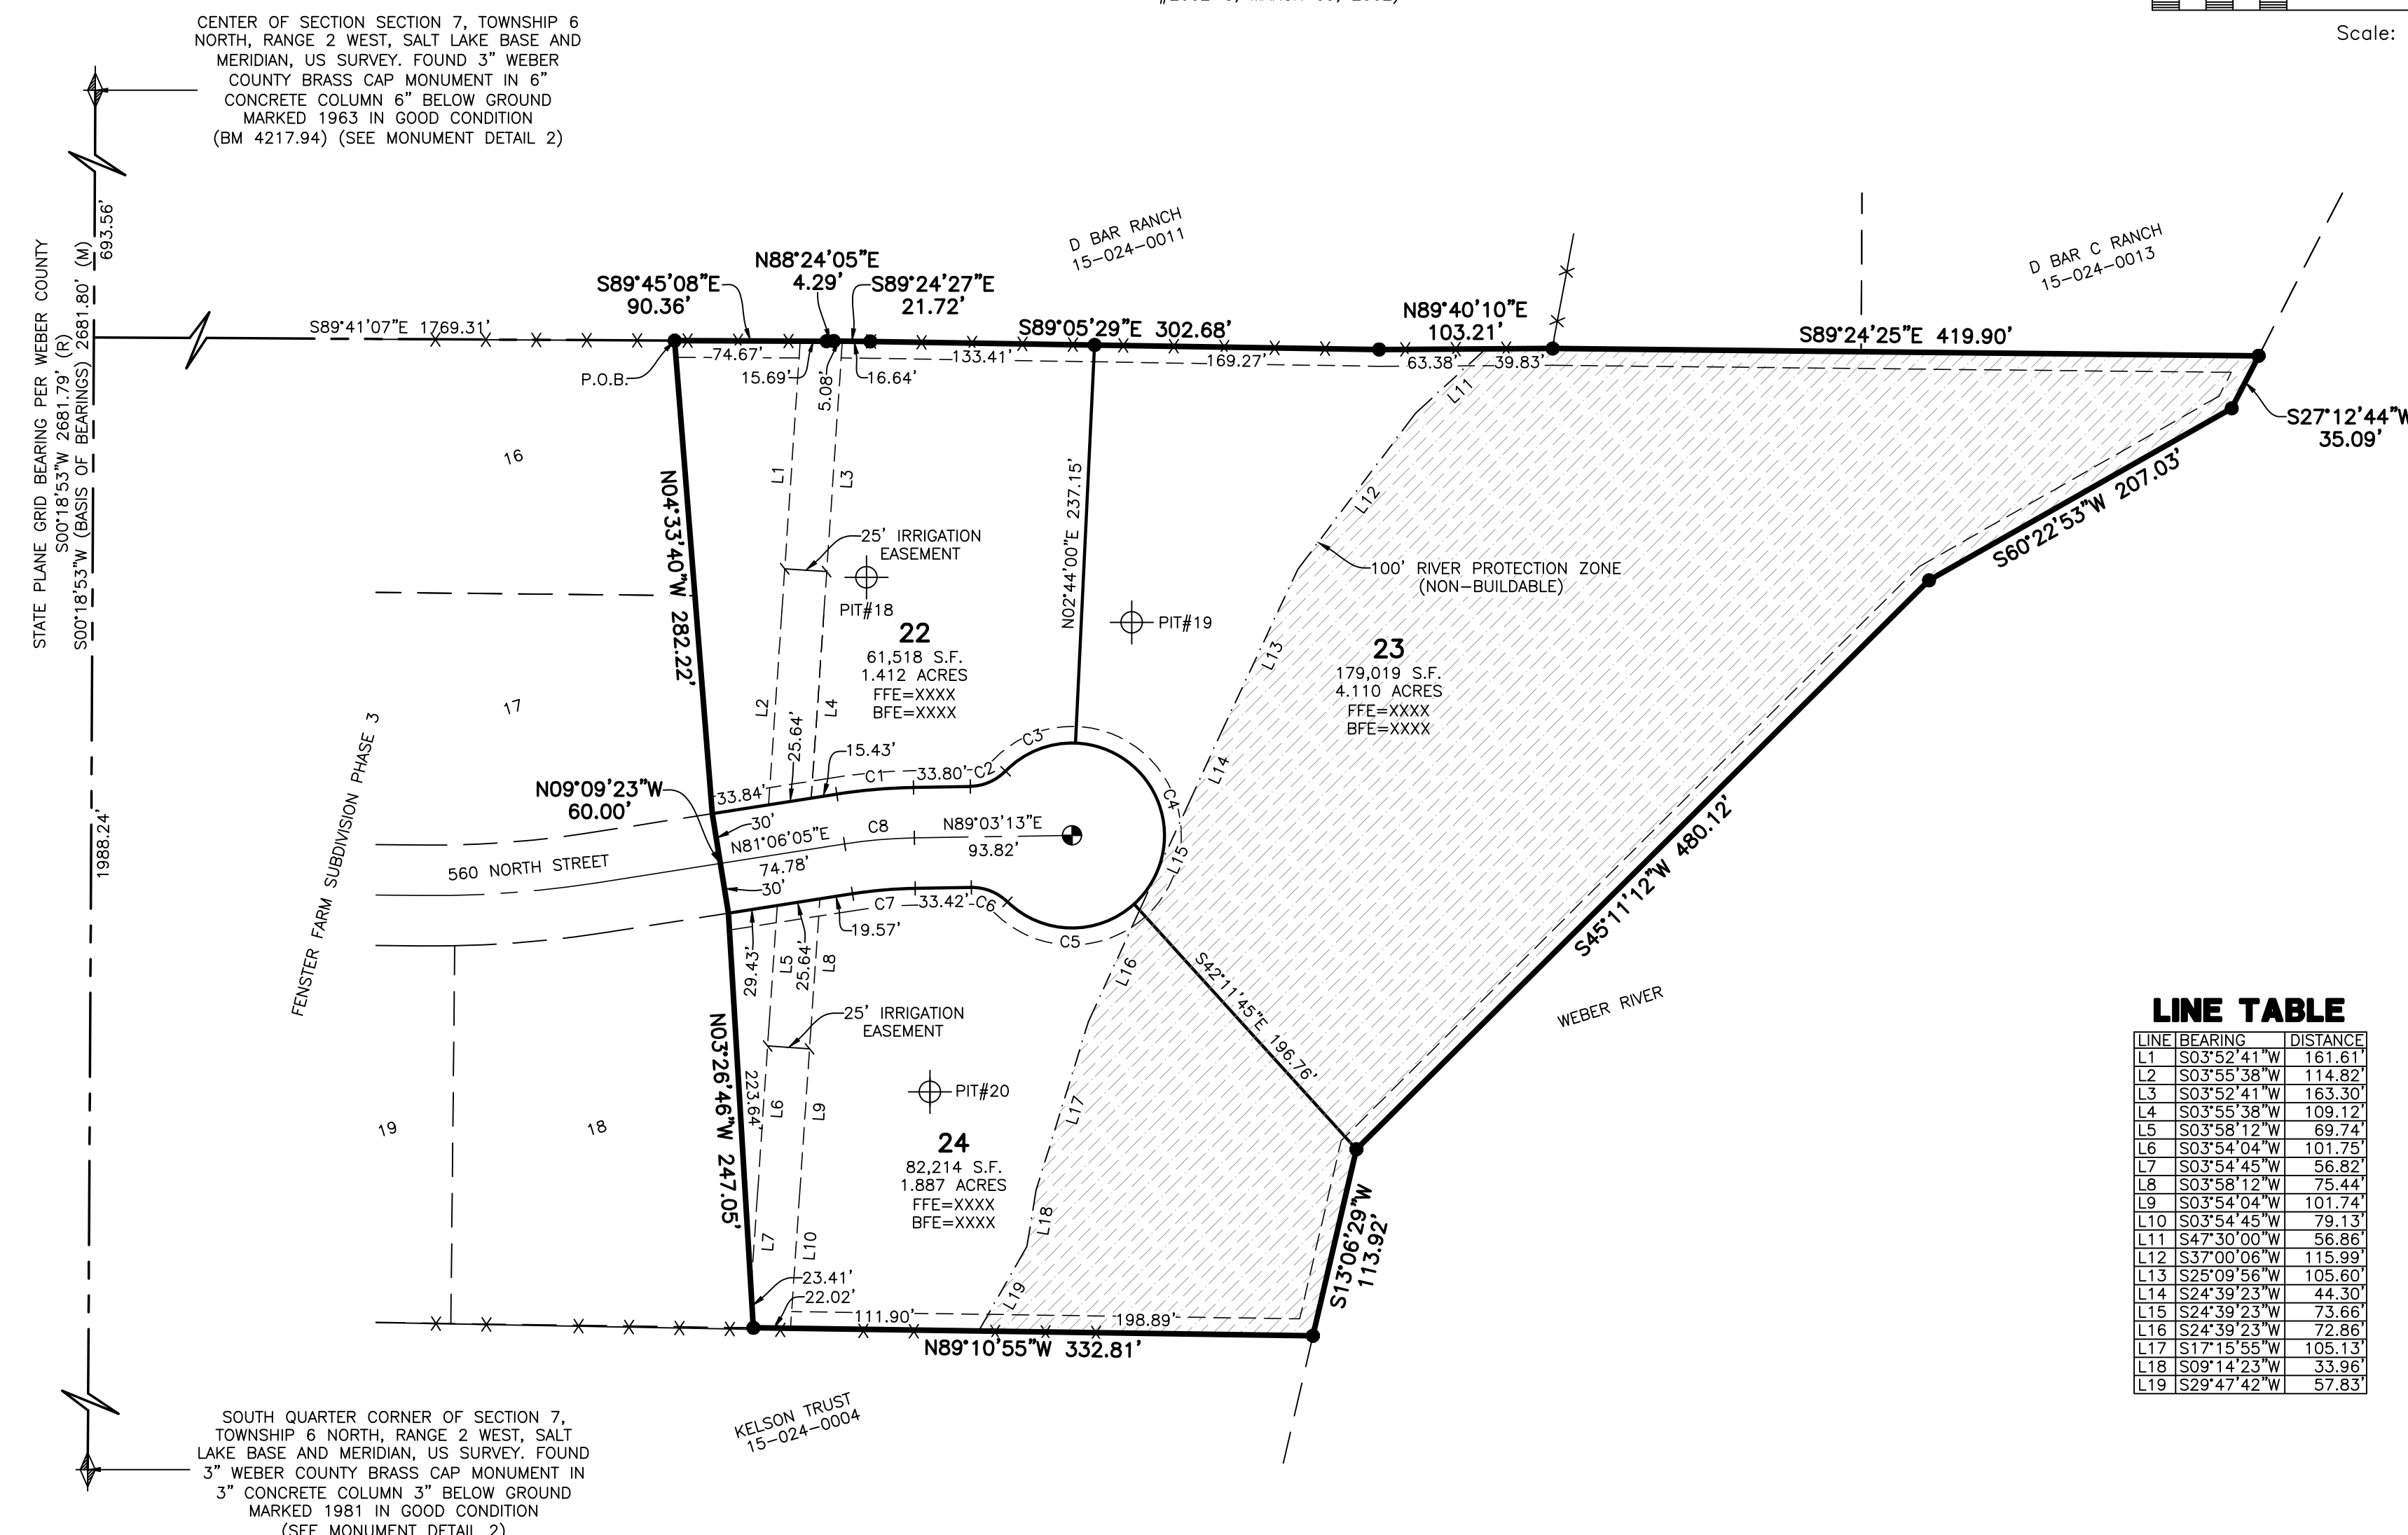 CENTER OF SECTION SECTION 7, TOWNSHIP 6
NORTH, RANGE 2 WEST, SALT LAKE BASE AND
MERIDIAN, US SURVEY. FOUND 3" WEBER
COUNTY BRASS CAP MONUMENT IN 6"
CONCRETE COLUMN 6" BELOW GROUND
MARKED 1963 IN GOOD CONDITION
(BM 4217.94) (SEE MONUMENT DETAIL 2)
Scale:
STATE PLANE GRID BEARING PER WEBER COUNTY
S00°18'53"W 2681.79' (R)
S00°18'53"W (BASIS OF BEARINGS) 2681.80' (M)
693.56'
1988.24'
S89°41'07"E 1769.31'
P.O.B.
S89°45'08"E
90.36'
N88°24'05"E
4.29'
S89°24'27"E
21.72'
D BAR RANCH
15-024-0011
S89°05'29"E 302.68'
N89°40'10"E
103.21'
S89°24'25"E 419.90'
D BAR C RANCH
15-024-0013
S27°12'44"W
35.09'
S60°22'53"W 207.03'
S45°11'12"W 480.12'
WEBER RIVER
74.67'
15.69'
5.08'
16.64'
133.41'
169.27'
63.38'
39.83'
L11
L12
L13
L14
L15
L16
L17
L18
L19
16
17
18
19
FENSTER FARM SUBDIVISION PHASE 3
N04°33'40"W 282.22'
L1
L3
L2
L4
25' IRRIGATION
EASEMENT
PIT#18
22
61,518 S.F.
1.412 ACRES
FFE=XXXX
BFE=XXXX
N02°44'00"E 237.15'
PIT#19
100' RIVER PROTECTION ZONE
(NON-BUILDABLE)
23
179,019 S.F.
4.110 ACRES
FFE=XXXX
BFE=XXXX
25.64'
15.43'
33.84'
C1
33.80'
C2
C3
C4
C5
C6
C7
C8
N09°09'23"W
60.00'
30'
N81°06'05"E
74.78'
30'
N89°03'13"E
93.82'
560 NORTH STREET
33.42'
19.57'
29.43'
L5
25.64'
L8
25' IRRIGATION
EASEMENT
N03°26'46"W 247.05'
223.64'
L6
L9
L7
L10
PIT#20
24
82,214 S.F.
1.887 ACRES
FFE=XXXX
BFE=XXXX
S42°11'45"E 196.76'
S13°06'29"W
113.92'
23.41'
22.02'
111.90'
198.89'
N89°10'55"W 332.81'
KELSON TRUST
15-024-0004
SOUTH QUARTER CORNER OF SECTION 7,
TOWNSHIP 6 NORTH, RANGE 2 WEST, SALT
LAKE BASE AND MERIDIAN, US SURVEY. FOUND
3" WEBER COUNTY BRASS CAP MONUMENT IN
3" CONCRETE COLUMN 3" BELOW GROUND
MARKED 1981 IN GOOD CONDITION
(SEE MONUMENT DETAIL 2)
LINE TABLE
LINE BEARING DISTANCE
L1 S03°52'41"W 161.61'
L2 S03°55'38"W 114.82'
L3 S03°52'41"W 163.30'
L4 S03°55'38"W 109.12'
L5 S03°58'12"W 69.74'
L6 S03°54'04"W 101.75'
L7 S03°54'45"W 56.82'
L8 S03°58'12"W 75.44'
L9 S03°54'04"W 101.74'
L10 S03°54'45"W 79.13'
L11 S47°30'00"W 56.86'
L12 S37°00'06"W 115.99'
L13 S25°09'56"W 105.60'
L14 S24°39'23"W 44.30'
L15 S24°39'23"W 73.66'
L16 S24°39'23"W 72.86'
L17 S17°15'55"W 105.13'
L18 S09°14'23"W 33.96'
L19 S29°47'42"W 57.83'